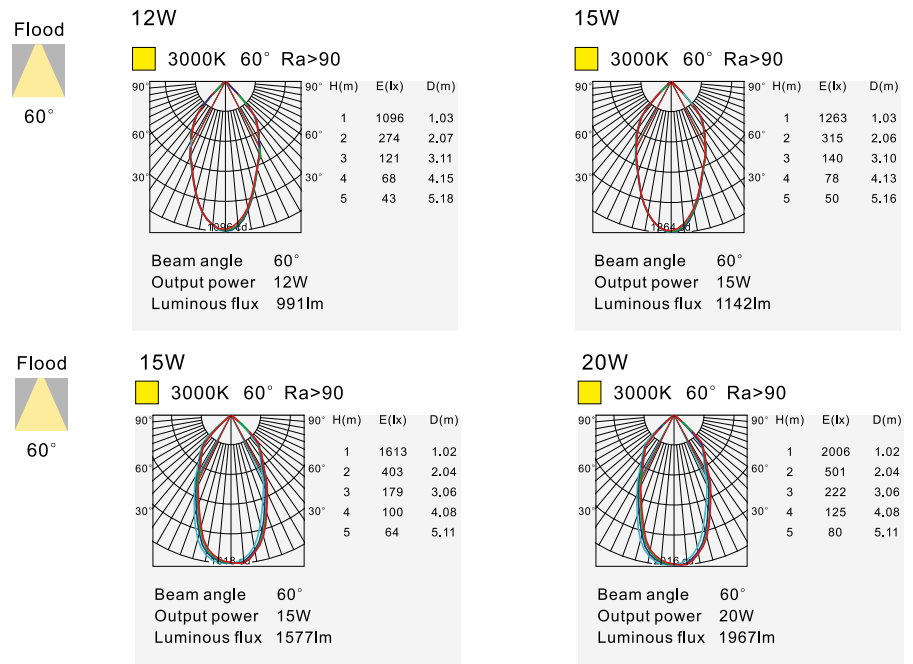 Flood
60°
12W
3000K 60° Ra>90
90° 90°
60° 60°
30° 30°
1096 cd
H(m) E(lx) D(m)
1 1096 1.03
2 274 2.07
3 121 3.11
4 68 4.15
5 43 5.18
Beam angle 60°
Output power 12W
Luminous flux 991lm
15W
3000K 60° Ra>90
90° 90°
60° 60°
30° 30°
1264 cd
H(m) E(lx) D(m)
1 1263 1.03
2 315 2.06
3 140 3.10
4 78 4.13
5 50 5.16
Beam angle 60°
Output power 15W
Luminous flux 1142lm
Flood
60°
15W
3000K 60° Ra>90
90° 90°
60° 60°
30° 30°
1618 cd
H(m) E(lx) D(m)
1 1613 1.02
2 403 2.04
3 179 3.06
4 100 4.08
5 64 5.11
Beam angle 60°
Output power 15W
Luminous flux 1577lm
20W
3000K 60° Ra>90
90° 90°
60° 60°
30° 30°
2016 cd
H(m) E(lx) D(m)
1 2006 1.02
2 501 2.04
3 222 3.06
4 125 4.08
5 80 5.11
Beam angle 60°
Output power 20W
Luminous flux 1967lm